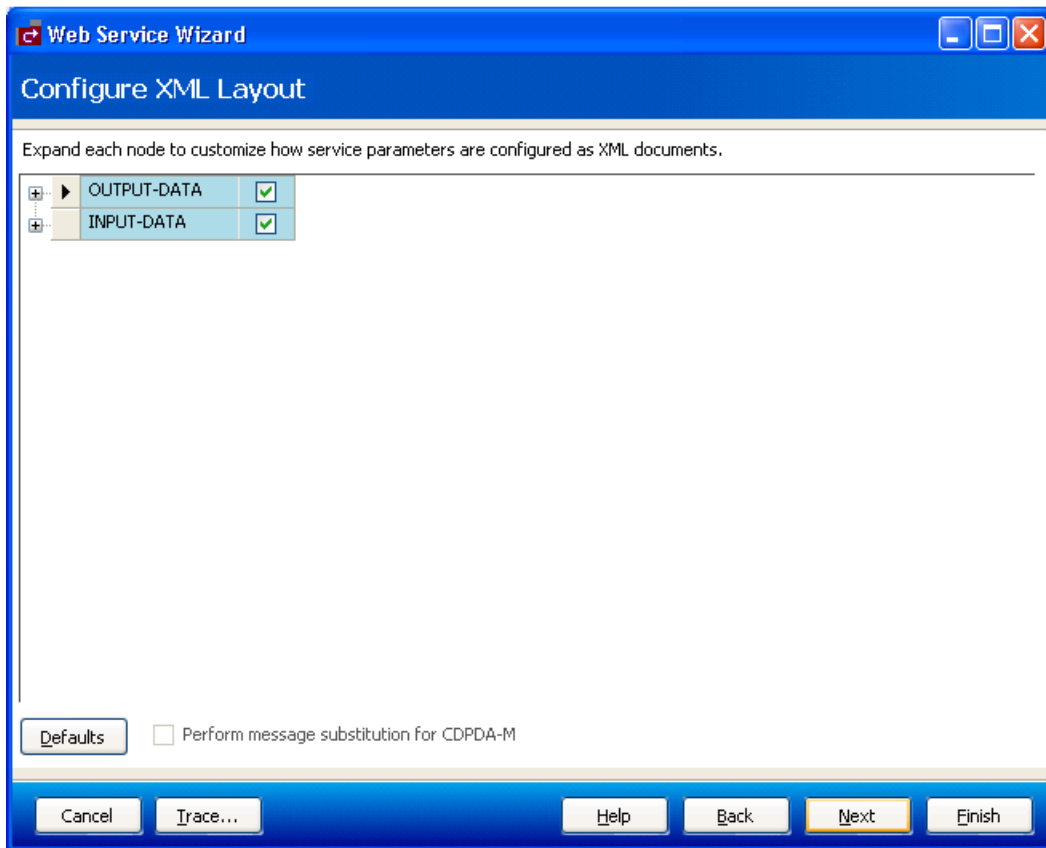 Web Service Wizard
Configure XML Layout
Expand each node to customize how service parameters are configured as XML documents.
OUTPUT-DATA
INPUT-DATA
Defaults Perform message substitution for CDPDA-M
Cancel Trace... Help Back Next Finish